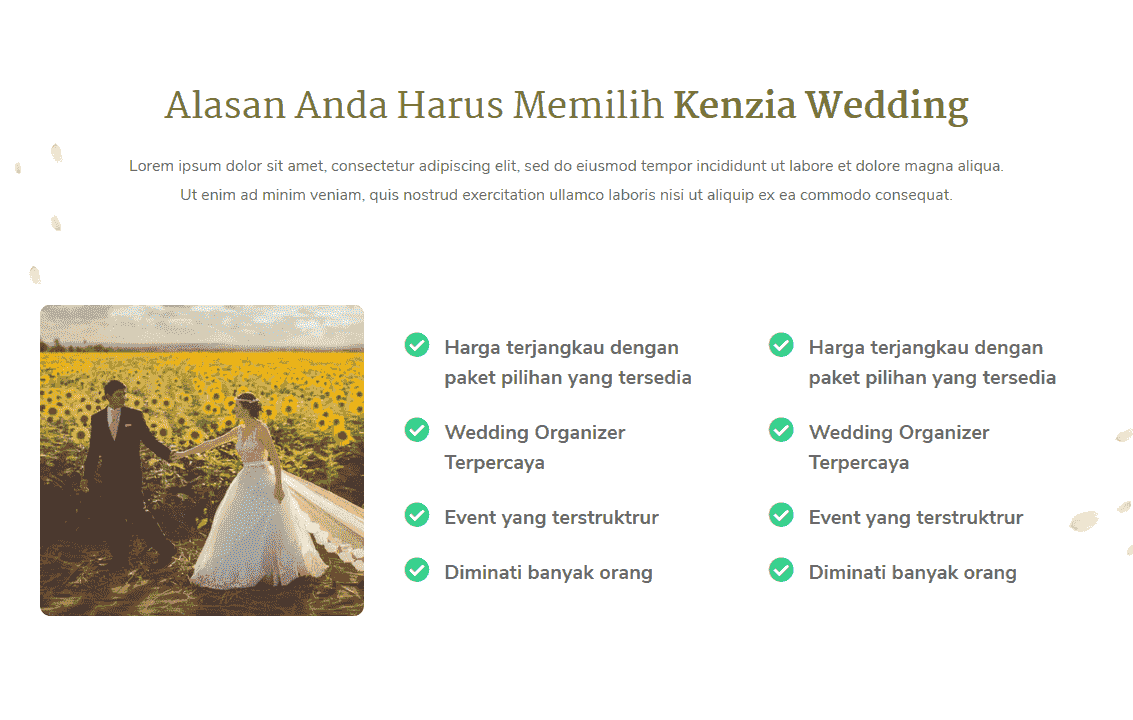 Alasan Anda Harus Memilih Kenzia Wedding
Lorem ipsum dolor sit amet, consectetur adipiscing elit, sed do eiusmod tempor incididunt ut labore et dolore magna aliqua.
Ut enim ad minim veniam, quis nostrud exercitation ullamco laboris nisi ut aliquip ex ea commodo consequat.
Harga terjangkau dengan
paket pilihan yang tersedia
Wedding Organizer
Terpercaya
Event yang terstruktrur
Diminati banyak orang
Harga terjangkau dengan
paket pilihan yang tersedia
Wedding Organizer
Terpercaya
Event yang terstruktrur
Diminati banyak orang